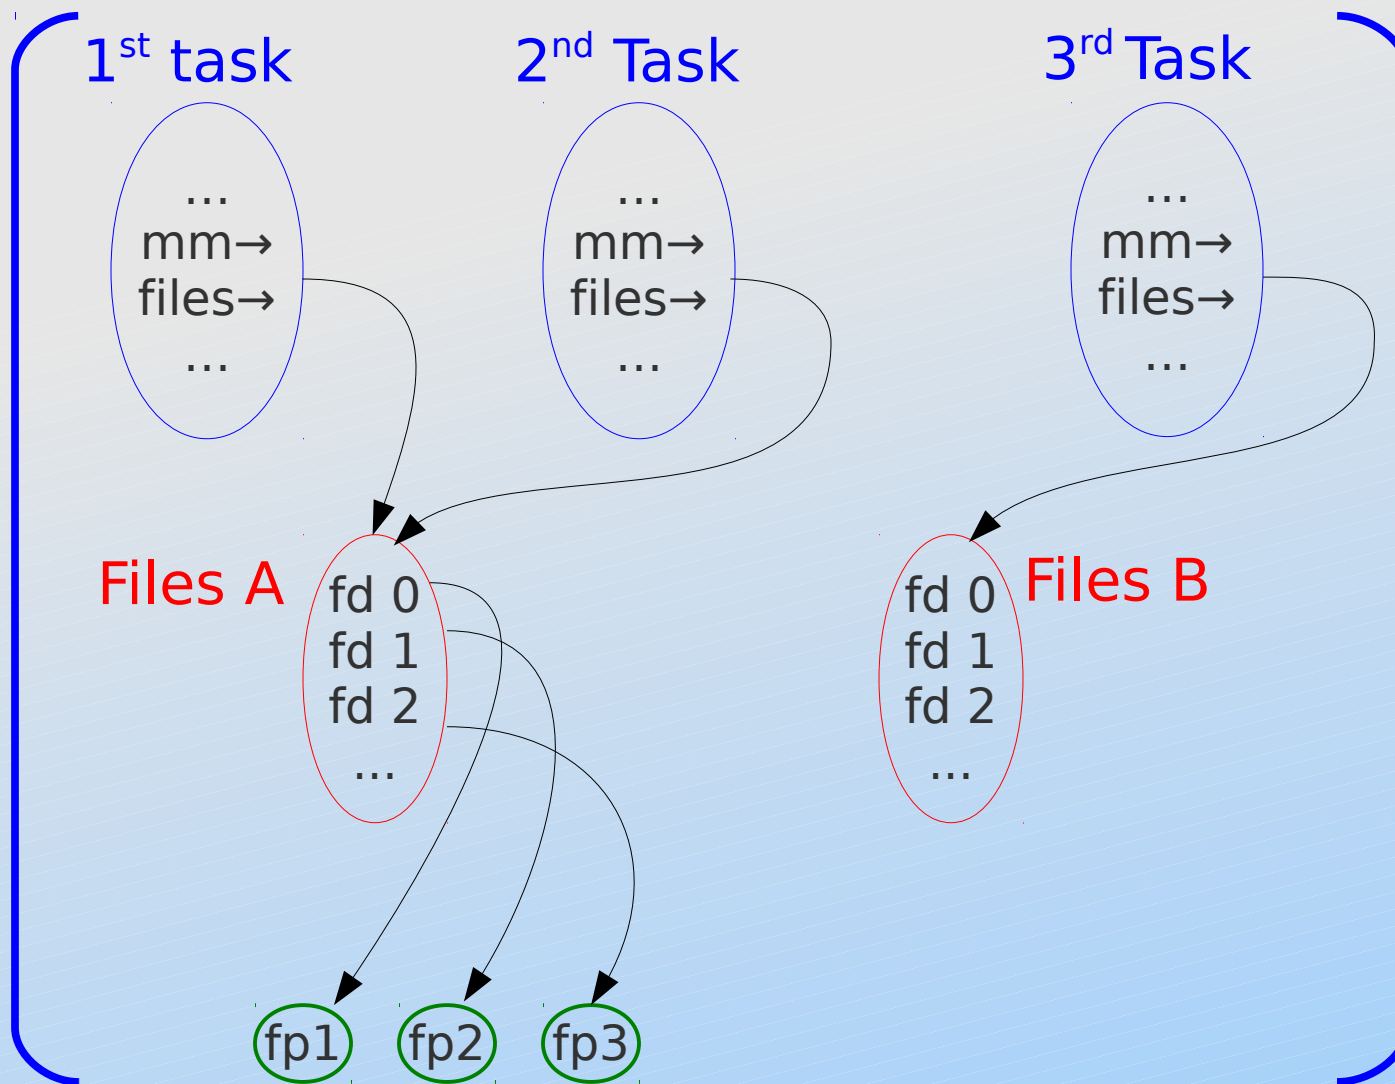 1st task
2nd Task
3rd Task
...
mm→
files→
...
...
mm→
files→
...
...
mm→
files→
...
Files A
fd 0
fd 1
fd 2
...
fd 0
fd 1
fd 2
...
Files B
fp1
fp2
fp3